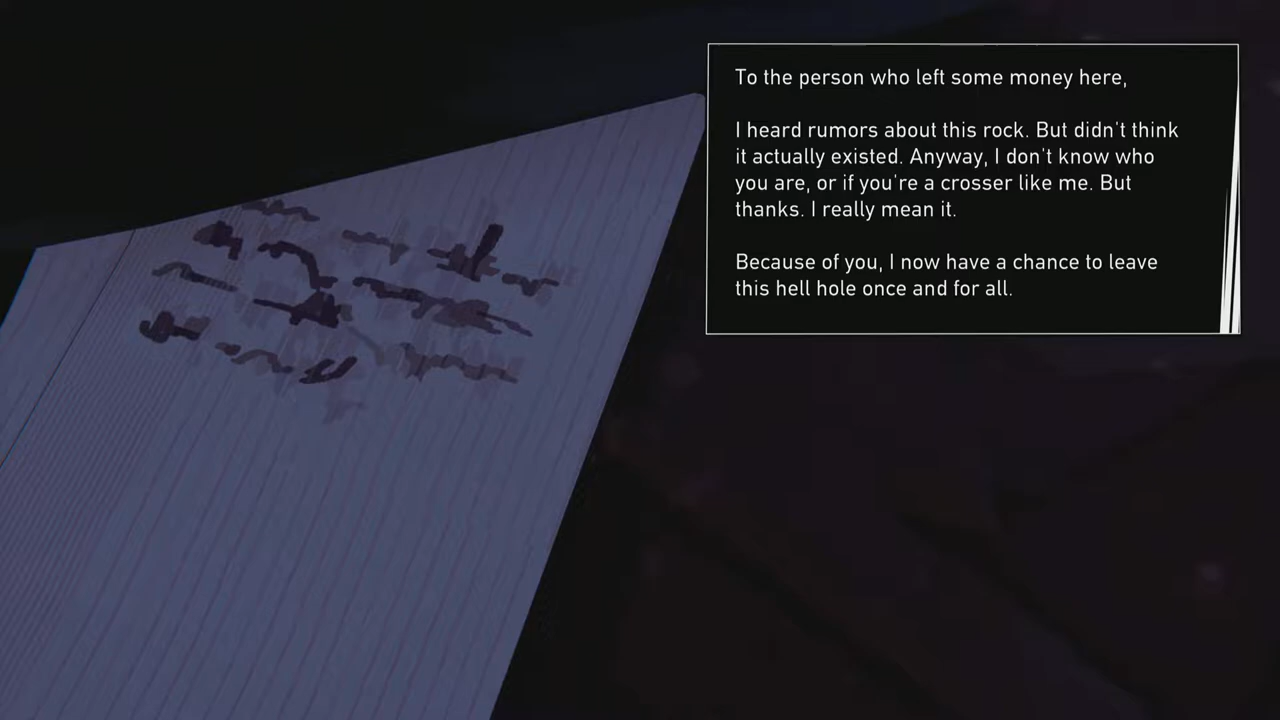 To the person who left some money here,
I heard rumors about this rock. But didn't think
it actually existed. Anyway, I don't know who
you are, or if you're a crosser like me. But
thanks. I really mean it.
Because of you, I now have a chance to leave
this hell hole once and for all.